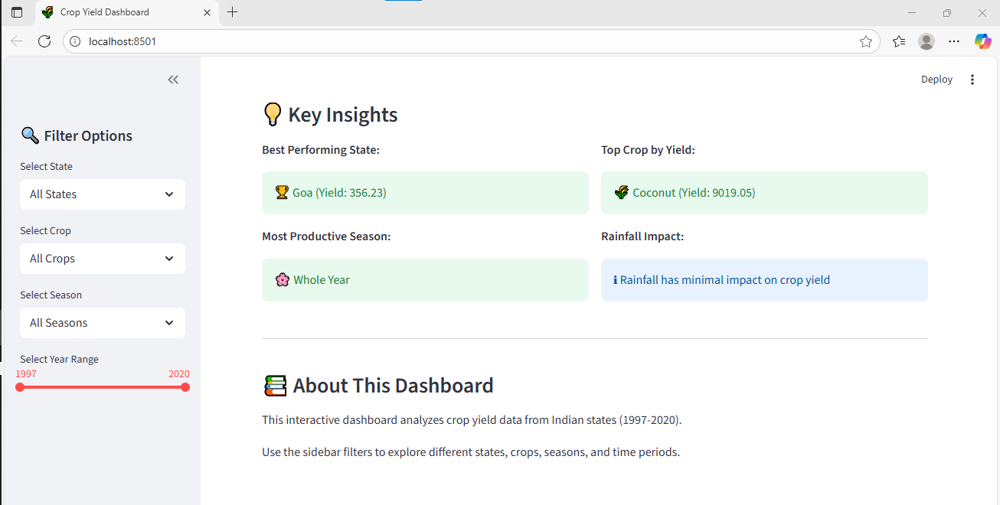 Crop Yield Dashboard
localhost:8501
Deploy
🔍 Filter Options
Select State
All States
Select Crop
All Crops
Select Season
All Seasons
Select Year Range
1997 2020
💡 Key Insights
Best Performing State:
🏆 Goa (Yield: 356.23)
Top Crop by Yield:
🌾 Coconut (Yield: 9019.05)
Most Productive Season:
🌸 Whole Year
Rainfall Impact:
ℹ Rainfall has minimal impact on crop yield
📚 About This Dashboard
This interactive dashboard analyzes crop yield data from Indian states (1997-2020).
Use the sidebar filters to explore different states, crops, seasons, and time periods.